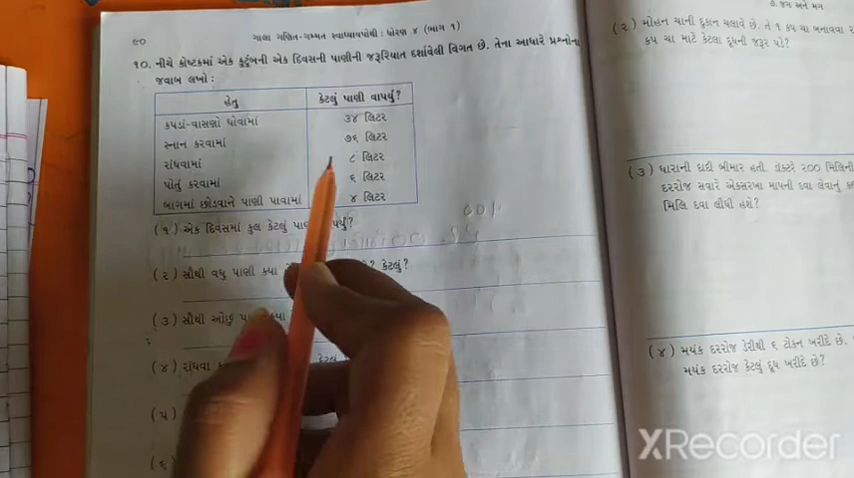 ૯૦
ગાલા ગણિત-ગમ્મત સ્વાધ્યાયપોથી : ધોરણ ૪ (ભાગ ૧)
૧૦. નીચે કોષ્ટકમાં એક કુટુંબની એક દિવસની પાણીની જરૂરિયાત દર્શાવેલી વિગત છે. તેના આધારે પ્રશ્નોના
જવાબ લખો :
હેતુ કેટલું પાણી વાપર્યું?
કપડાં-વાસણો ધોવામાં ૩૪ લિટર
સ્નાન કરવામાં ૭૬ લિટર
રાંધવામાં ૮ લિટર
પોતું કરવામાં ૬ લિટર
બાગમાં છોડવાને પાણી પાવામાં ૪ લિટર
(૧) એક દિવસમાં કુલ કેટલું
(૨) સૌથી વધુ પાણી ક્યા કેટલું?
(૩) સૌથી ઓછું
(૪) રાંધવા
(૫)
(૬)
૭. જગ અને મગ
(૨) મોહન ચાની દુકાન ચલાવે છે. તે ૧ કપ ચા બનાવવા
કપ ચા માટે કેટલા દૂધની જરૂર પડે?
(૩) ધારાની દાદી બીમાર હતી. ડૉક્ટરે ૨૦૦ મિલિની
દરરોજ સવારે એકસરખા માપની દવા લેવાનું
મિલિ દવા લીધી હશે?
(૪) મયંક દરરોજ ડેરીથી ૬ ટોકન ખરીદે છે.
મયંક દરરોજ કેટલું દૂધ ખરીદે છે?
XRecorder